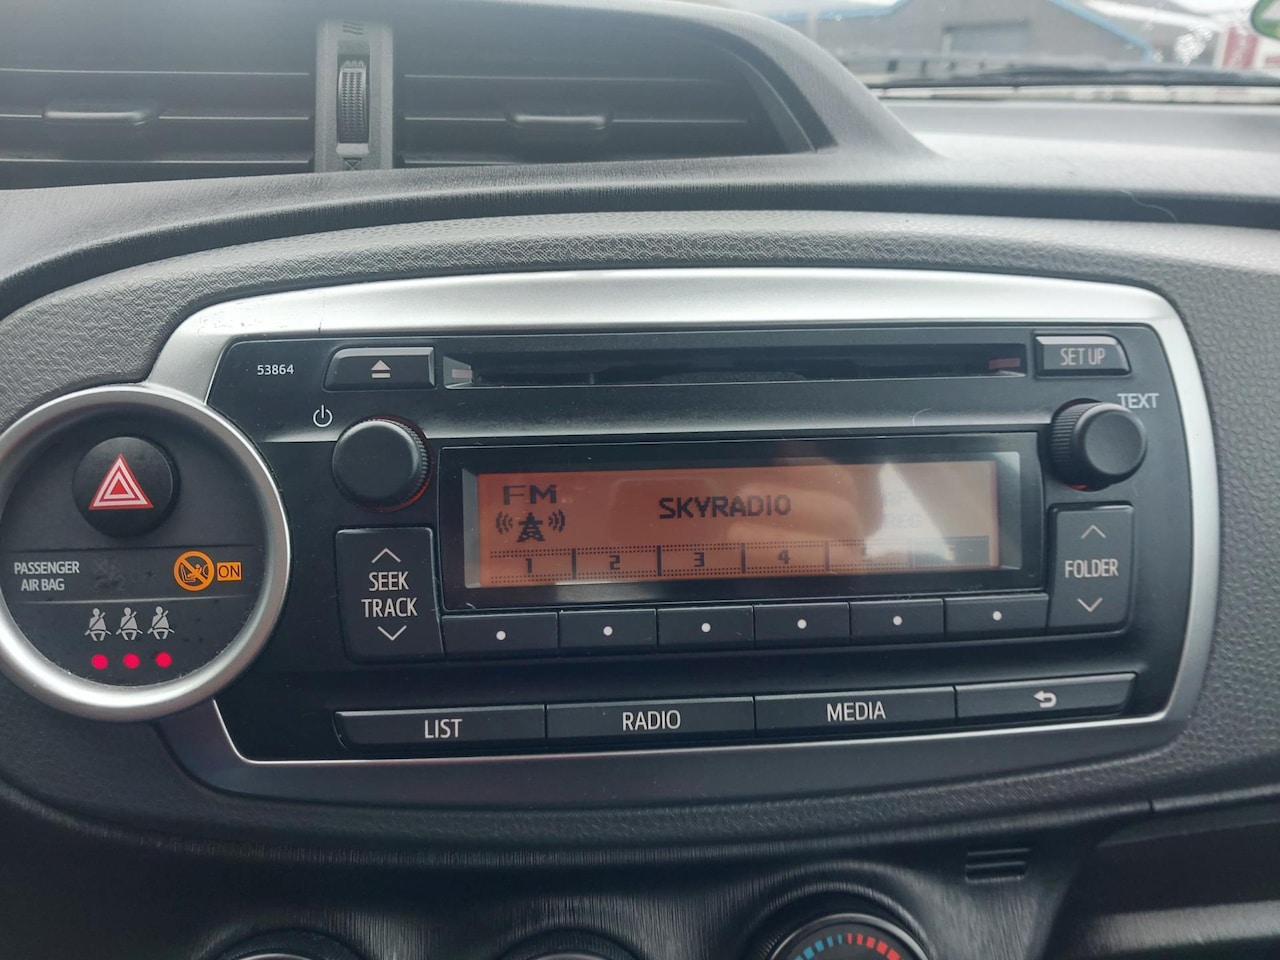 53864
SET UP
TEXT
FM
SKYRADIO
1 2 3 4
PASSENGER
AIR BAG
ON
SEEK
TRACK
FOLDER
LIST
RADIO
MEDIA